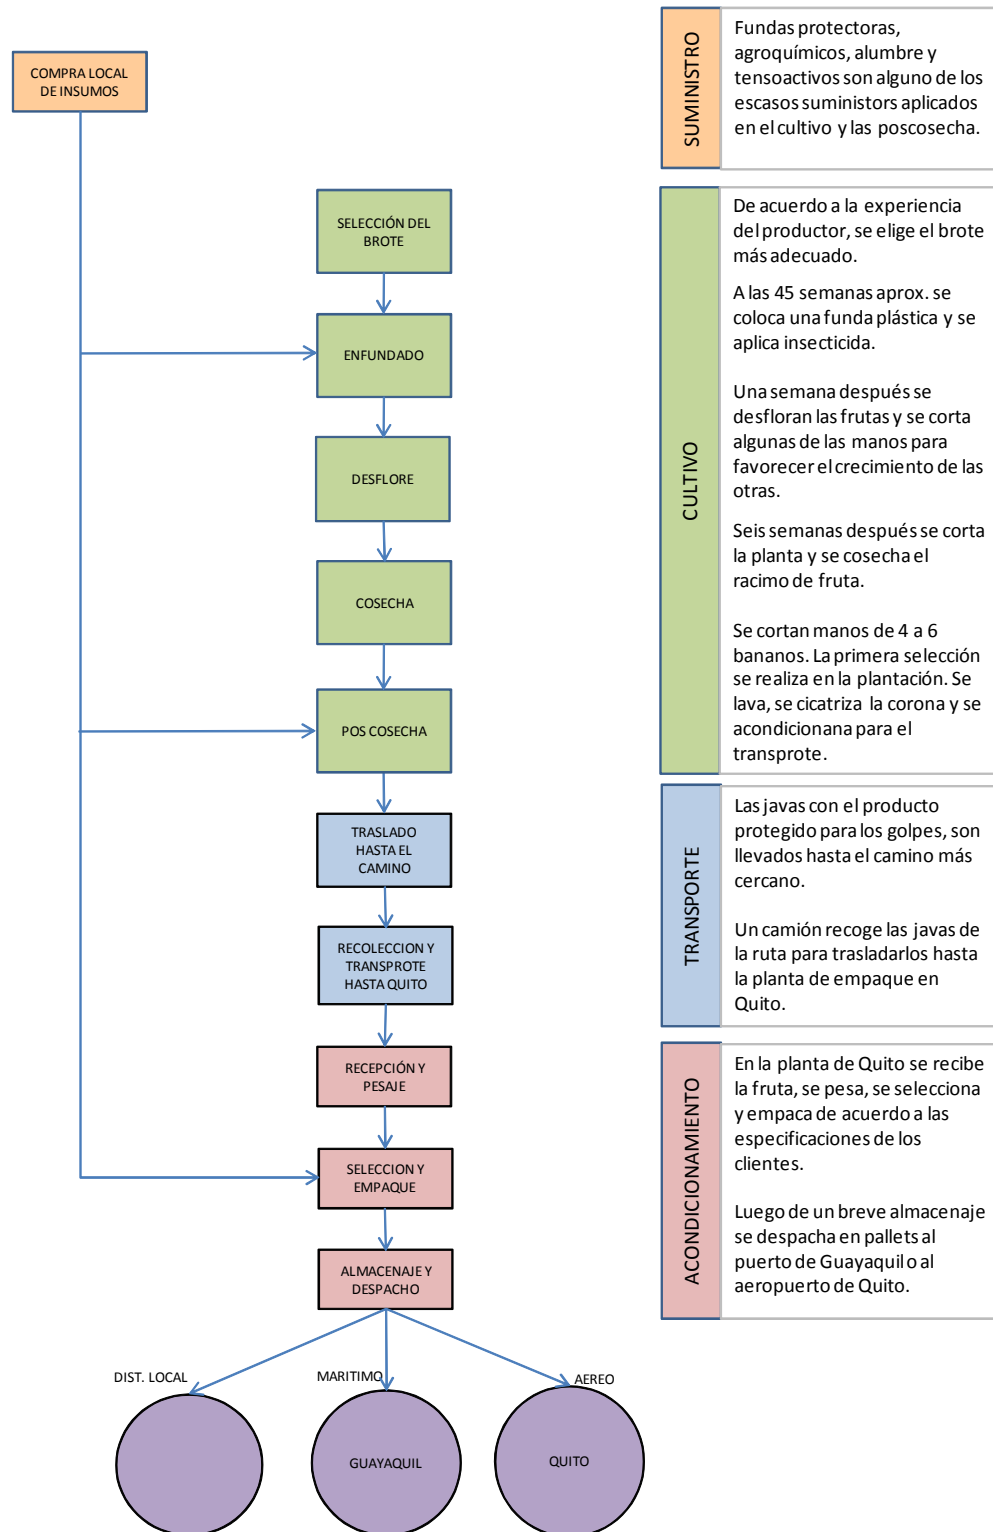 COMPRA LOCAL
DE INSUMOS
SELECCIÓN DEL
BROTE
ENFUNDADO
DESFLORE
COSECHA
POS COSECHA
TRASLADO
HASTA EL
CAMINO
RECOLECCION Y
TRANSPROTE
HASTA QUITO
RECEPCIÓN Y
PESAJE
SELECCION Y
EMPAQUE
ALMACENAJE Y
DESPACHO
DIST. LOCAL
MARITIMO
AEREO
GUAYAQUIL
QUITO
SUMINISTRO
Fundas protectoras,
agroquímicos, alumbre y
tensoactivos son alguno de los
escasos suministors aplicados
en el cultivo y las poscosecha.
CULTIVO
De acuerdo a la experiencia
del productor, se elige el brote
más adecuado.
A las 45 semanas aprox. se
coloca una funda plástica y se
aplica insecticida.
Una semana después se
desfloran las frutas y se corta
algunas de las manos para
favorecer el crecimiento de las
otras.
Seis semanas después se corta
la planta y se cosecha el
racimo de fruta.
Se cortan manos de 4 a 6
bananos. La primera selección
se realiza en la plantación. Se
lava, se cicatriza la corona y se
acondicionana para el
transprote.
TRANSPORTE
Las javas con el producto
protegido para los golpes, son
llevados hasta el camino más
cercano.
Un camión recoge las javas de
la ruta para trasladarlos hasta
la planta de empaque en
Quito.
ACONDICIONAMIENTO
En la planta de Quito se recibe
la fruta, se pesa, se selecciona
y empaca de acuerdo a las
especificaciones de los
clientes.
Luego de un breve almacenaje
se despacha en pallets al
puerto de Guayaquil o al
aeropuerto de Quito.